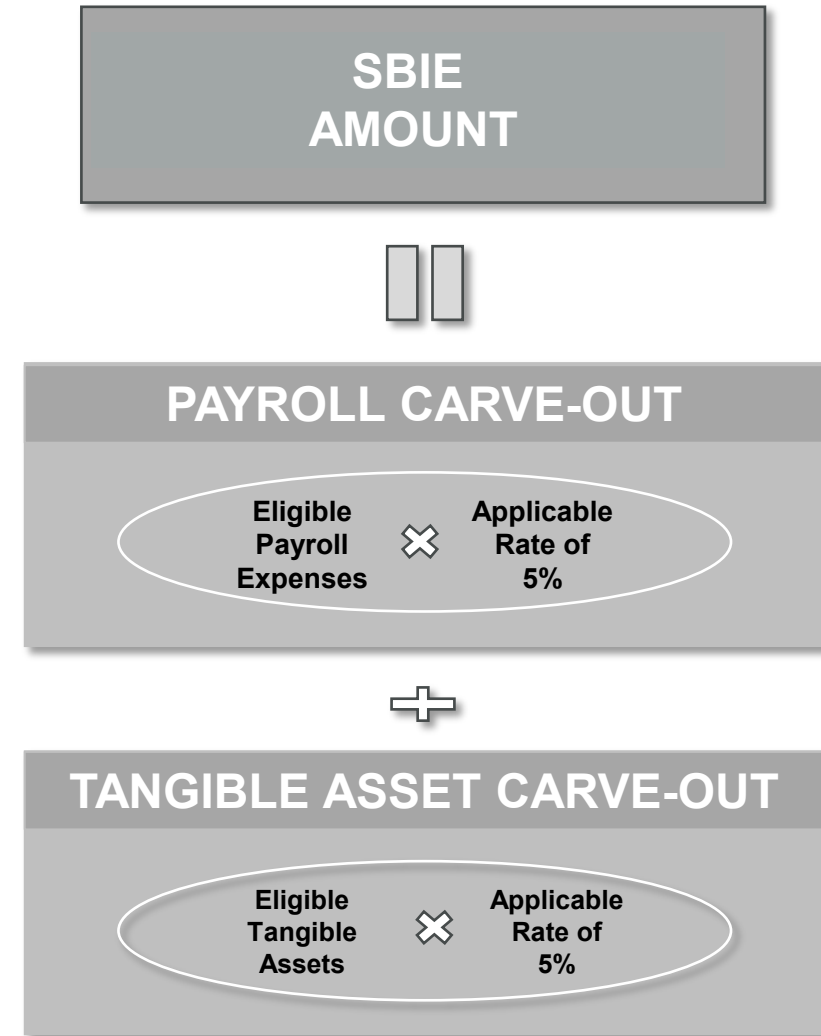 SBIE
AMOUNT
PAYROLL CARVE-OUT
Eligible
Payroll
Expenses
Applicable
Rate of
5%
TANGIBLE ASSET CARVE-OUT
Eligible
Tangible
Assets
Applicable
Rate of
5%